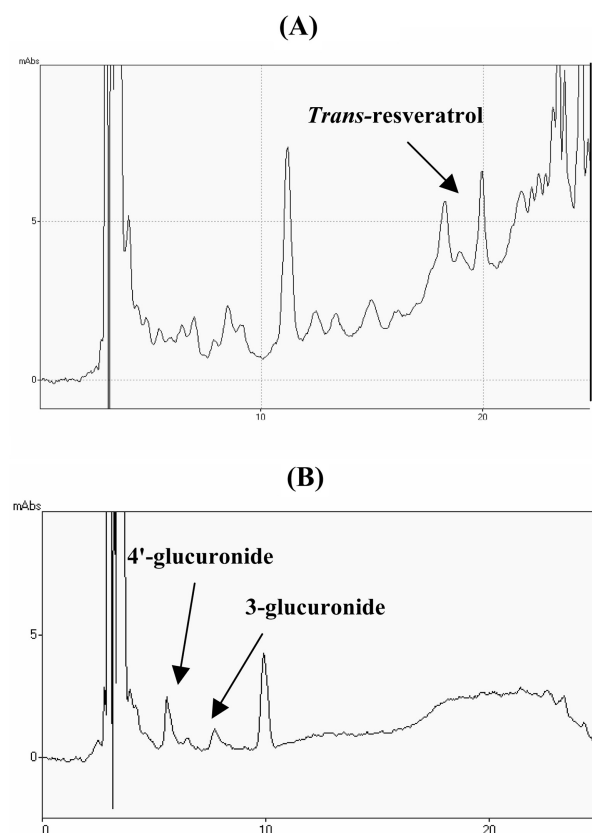 (A)
mAbs
Trans-resveratrol
5
0
10
20
(B)
mAbs
4'-glucuronide
3-glucuronide
5
0
0
10
20